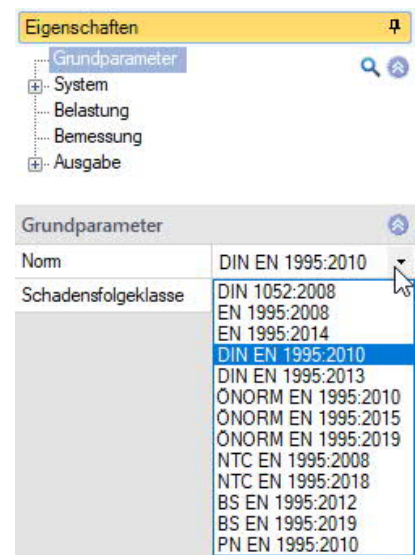 Eigenschaften
Grundparameter
System
Belastung
Bemessung
Ausgabe
Grundparameter
Norm DIN EN 1995:2010
Schadensfolgeklasse DIN 1052:2008
EN 1995:2008
EN 1995:2014
DIN EN 1995:2010
DIN EN 1995:2013
ÖNORM EN 1995:2010
ÖNORM EN 1995:2015
ÖNORM EN 1995:2019
NTC EN 1995:2008
NTC EN 1995:2018
BS EN 1995:2012
BS EN 1995:2019
PN EN 1995:2010